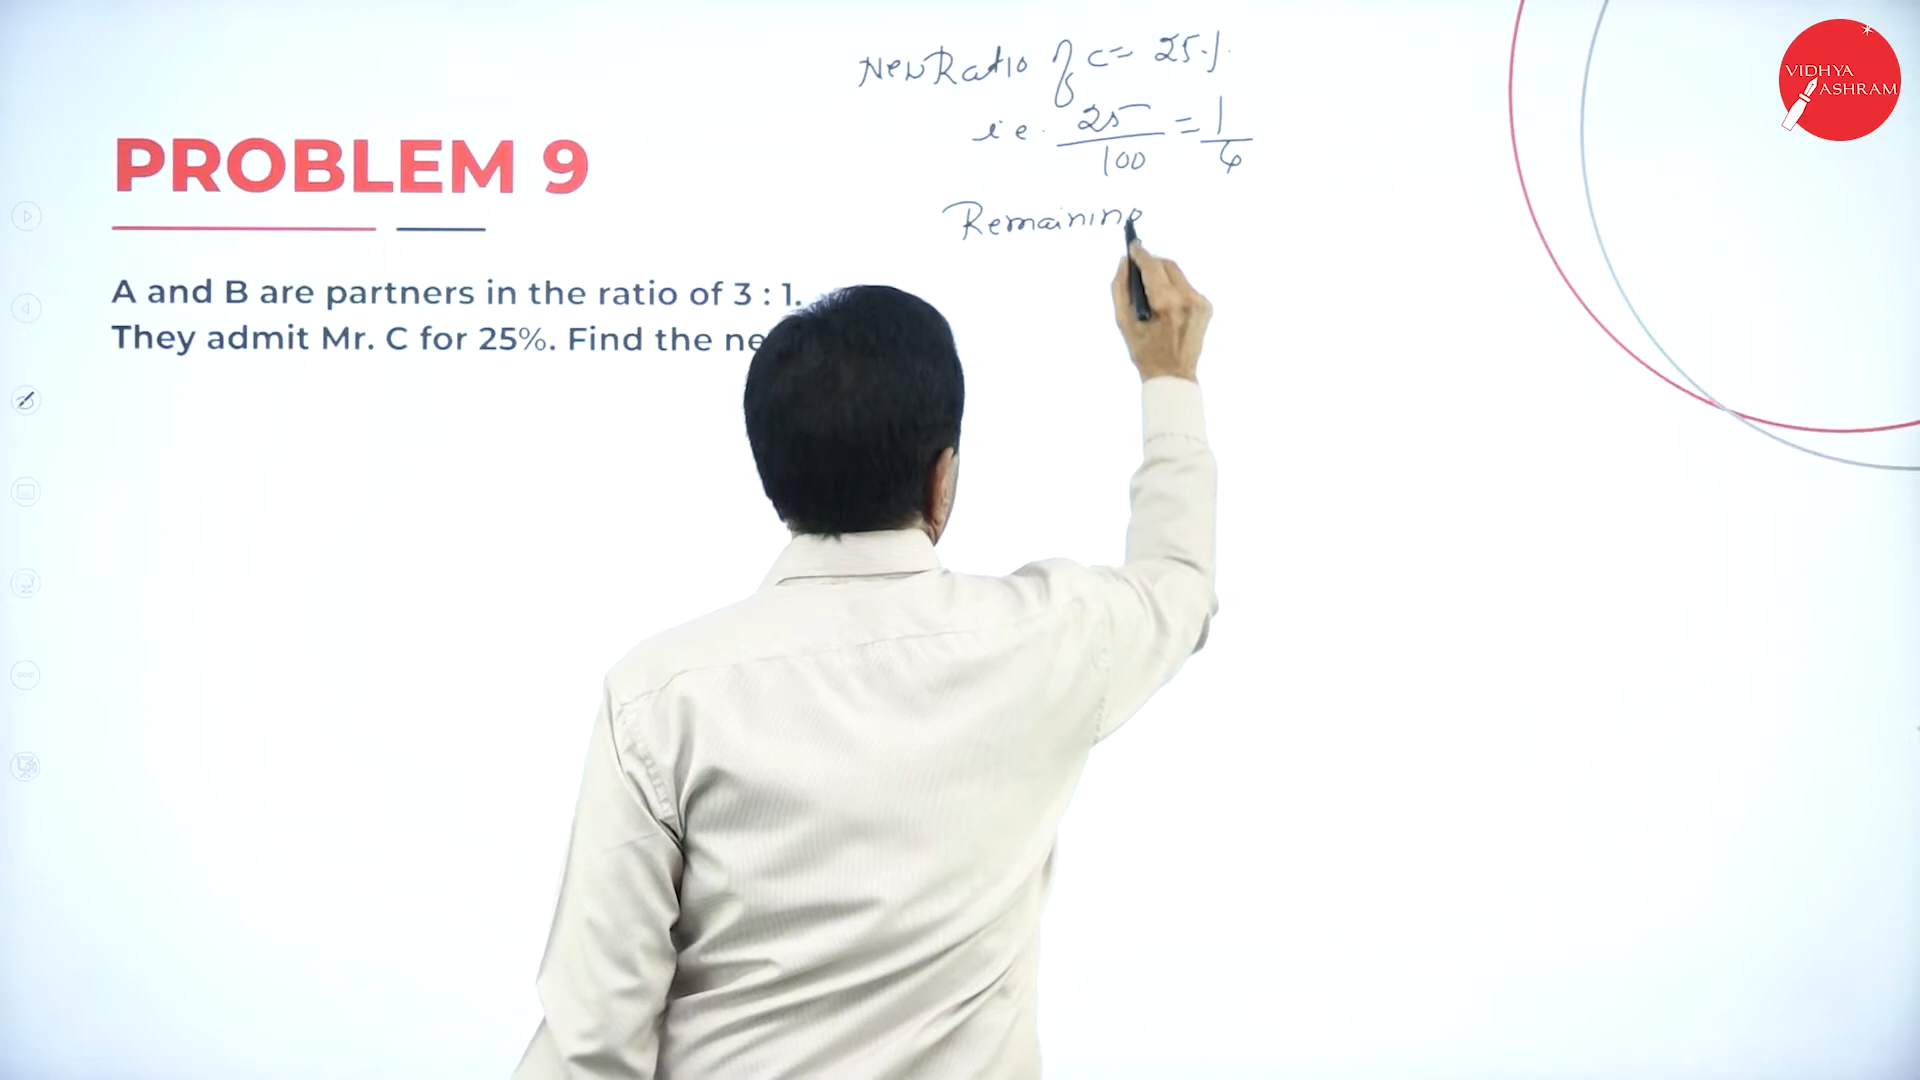 New Ratio of C = 25%
i.e. 25/100 = 1/4
Remaining
VIDHYA
ASHRAM
PROBLEM 9
A and B are partners in the ratio of 3 : 1.
They admit Mr. C for 25%. Find the ne